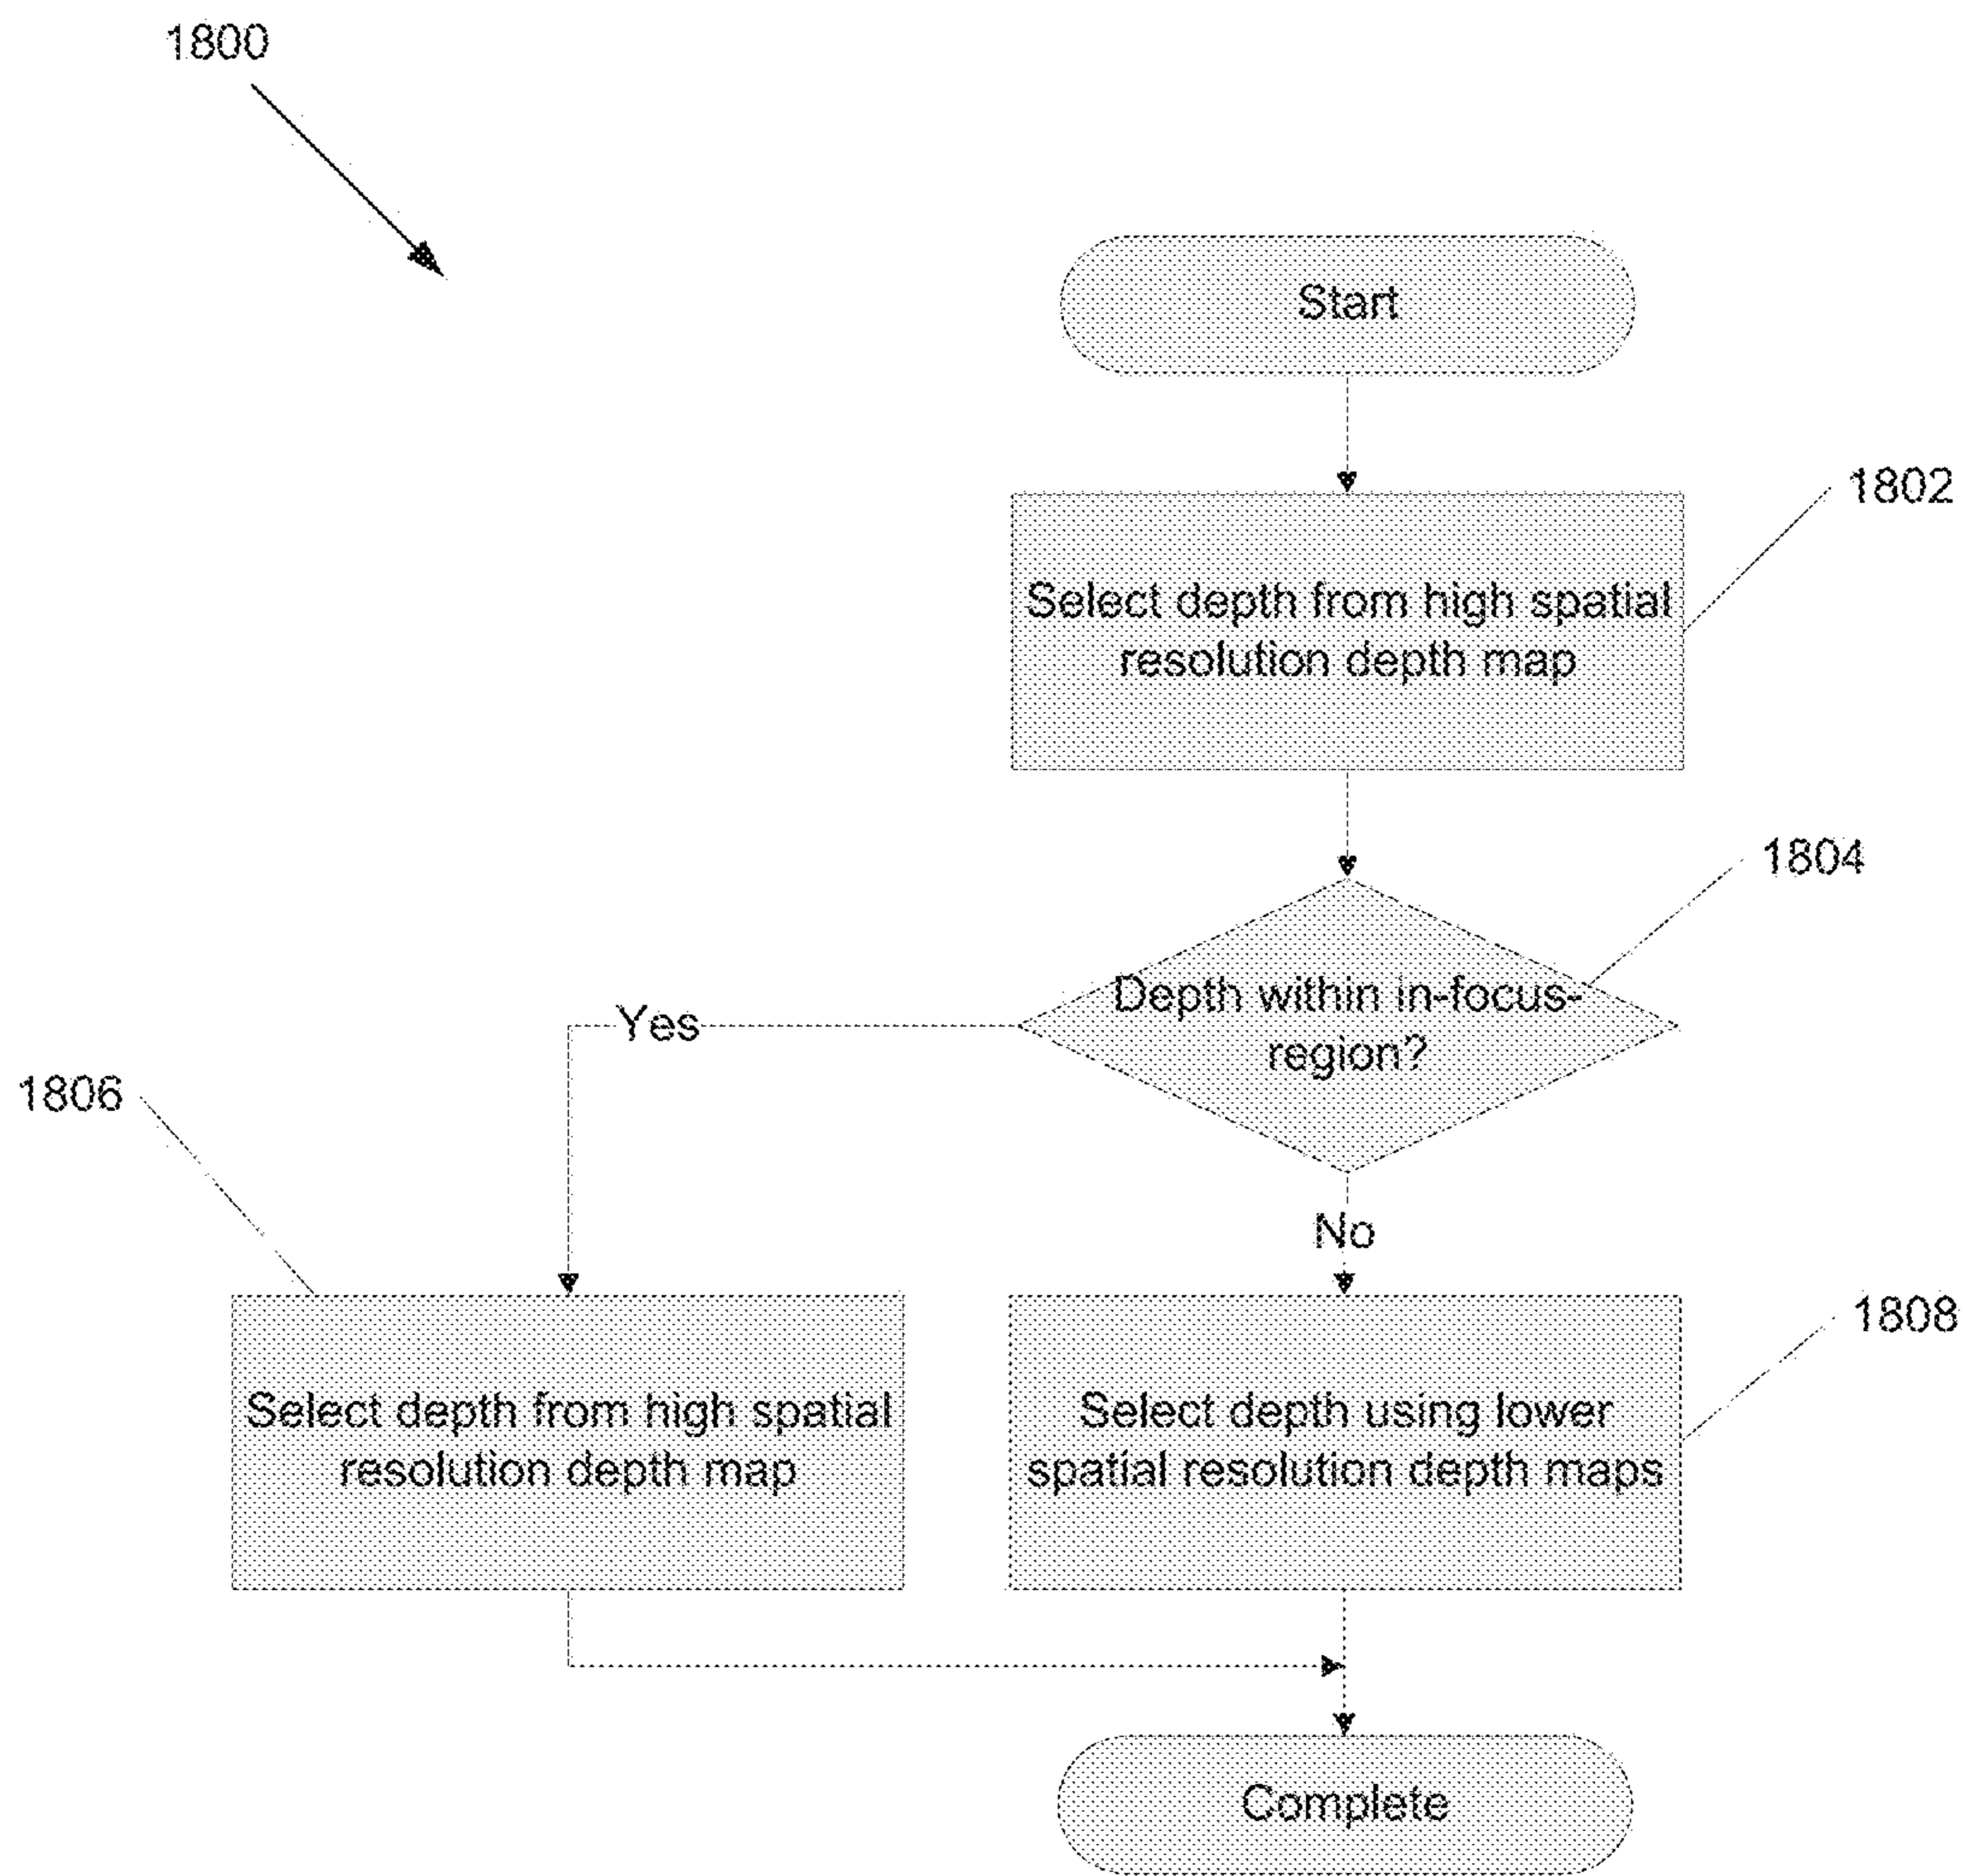 1800
Start
1802
Select depth from high spatial
resolution depth map
1804
Depth within in-focus-
region?
Yes
1806
No
1808
Select depth from high spatial
resolution depth map
Select depth using lower
spatial resolution depth maps
Complete